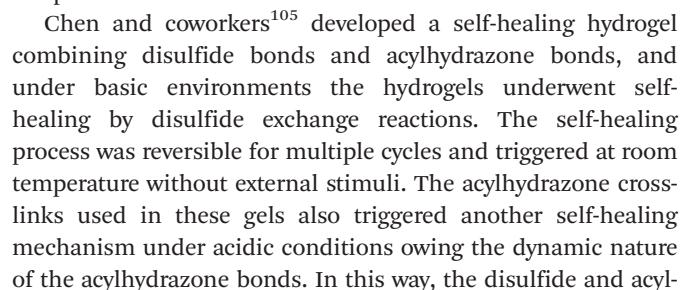 Chen and coworkers105 developed a self-healing hydrogel
combining disulfide bonds and acylhydrazone bonds, and
under basic environments the hydrogels underwent self-
healing by disulfide exchange reactions. The self-healing
process was reversible for multiple cycles and triggered at room
temperature without external stimuli. The acylhydrazone cross-
links used in these gels also triggered another self-healing
mechanism under acidic conditions owing the dynamic nature
of the acylhydrazone bonds. In this way, the disulfide and acyl-